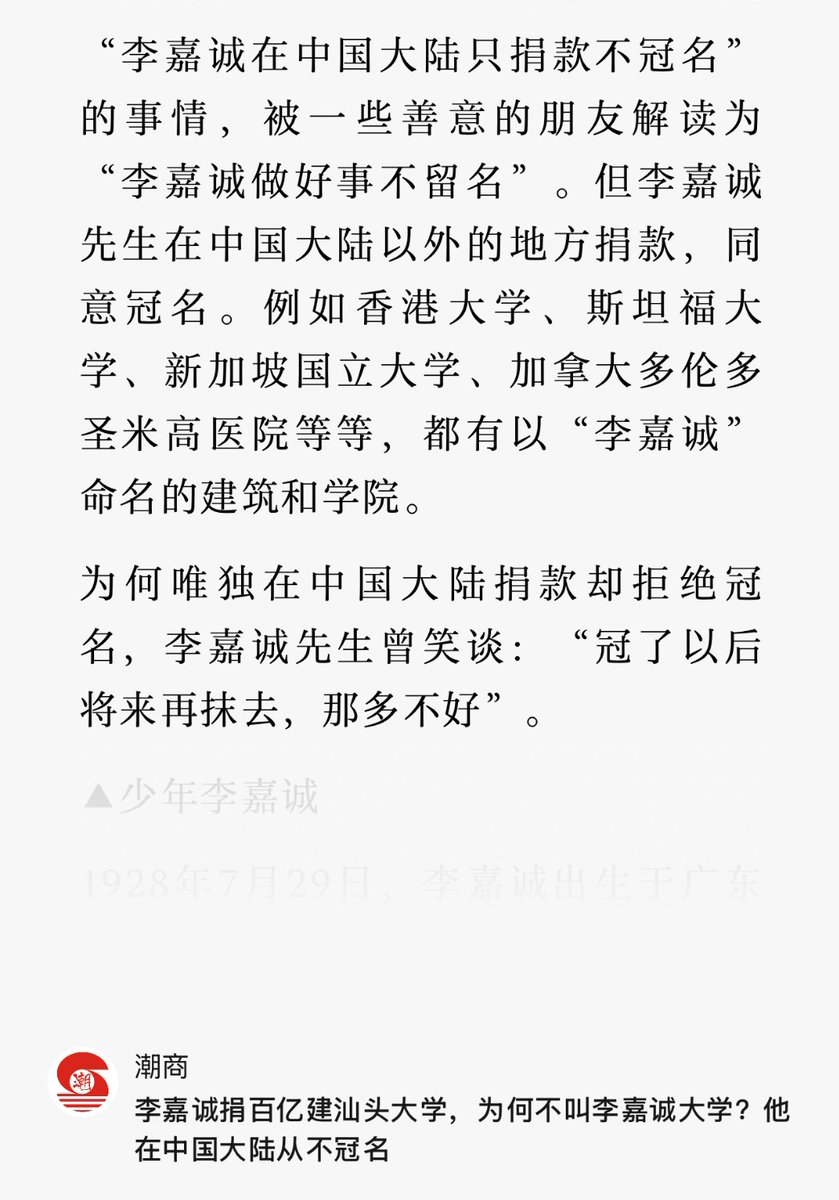 “李嘉诚在中国大陆只捐款不冠名”
的事情，被一些善意的朋友解读为
“李嘉诚做好事不留名”。但李嘉诚
先生在中国大陆以外的地方捐款，同
意冠名。例如香港大学、斯坦福大
学、新加坡国立大学、加拿大多伦多
圣米高医院等等，都有以“李嘉诚”
命名的建筑和学院。
为何唯独在中国大陆捐款却拒绝冠
名，李嘉诚先生曾笑谈：“冠了以后
将来再抹去，那多不好”。
▲少年李嘉诚
1928年7月29日，李嘉诚出生于广东
潮
潮商
李嘉诚捐百亿建汕头大学，为何不叫李嘉诚大学？他
在中国大陆从不冠名